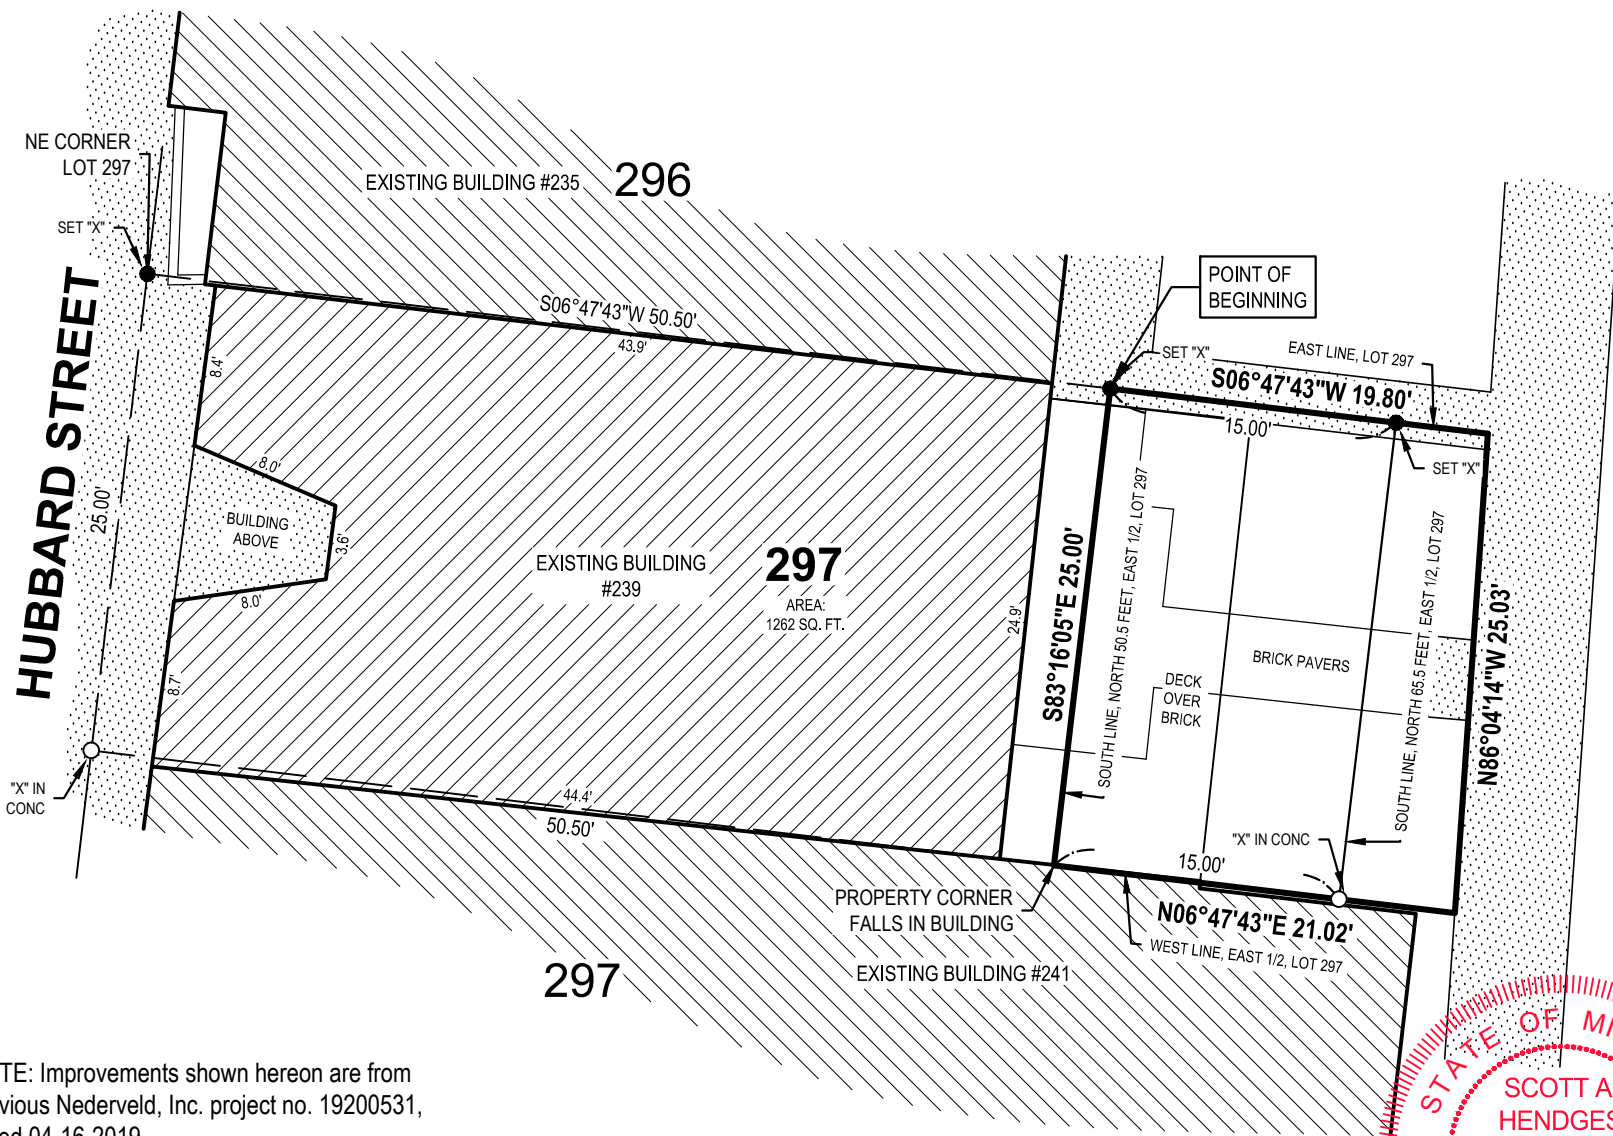 NE CORNER
LOT 297
SET "X"
HUBBARD STREET
25.00'
"X" IN
CONC
EXISTING BUILDING #235
296
S06°47'43"W 50.50'
43.9'
8.4'
8.0'
BUILDING
ABOVE
3.6'
8.0'
8.7'
EXISTING BUILDING
#239
297
AREA:
1262 SQ. FT.
24.9'
44.4'
50.50'
POINT OF
BEGINNING
SET "X"
EAST LINE, LOT 297
S06°47'43"W 19.80'
15.00'
SET "X"
S83°16'05"E 25.00'
SOUTH LINE, NORTH 50.5 FEET, EAST 1/2, LOT 297
BRICK PAVERS
DECK
OVER
BRICK
SOUTH LINE, NORTH 65.5 FEET, EAST 1/2, LOT 297
N86°04'14"W 25.03'
"X" IN CONC
15.00'
PROPERTY CORNER
FALLS IN BUILDING
N06°47'43"E 21.02'
WEST LINE, EAST 1/2, LOT 297
EXISTING BUILDING #241
297
TE: Improvements shown hereon are from
vious Nederveld, Inc. project no. 19200531,
ed 04-16-2019
STATE OF MI
SCOTT A
HENDGES